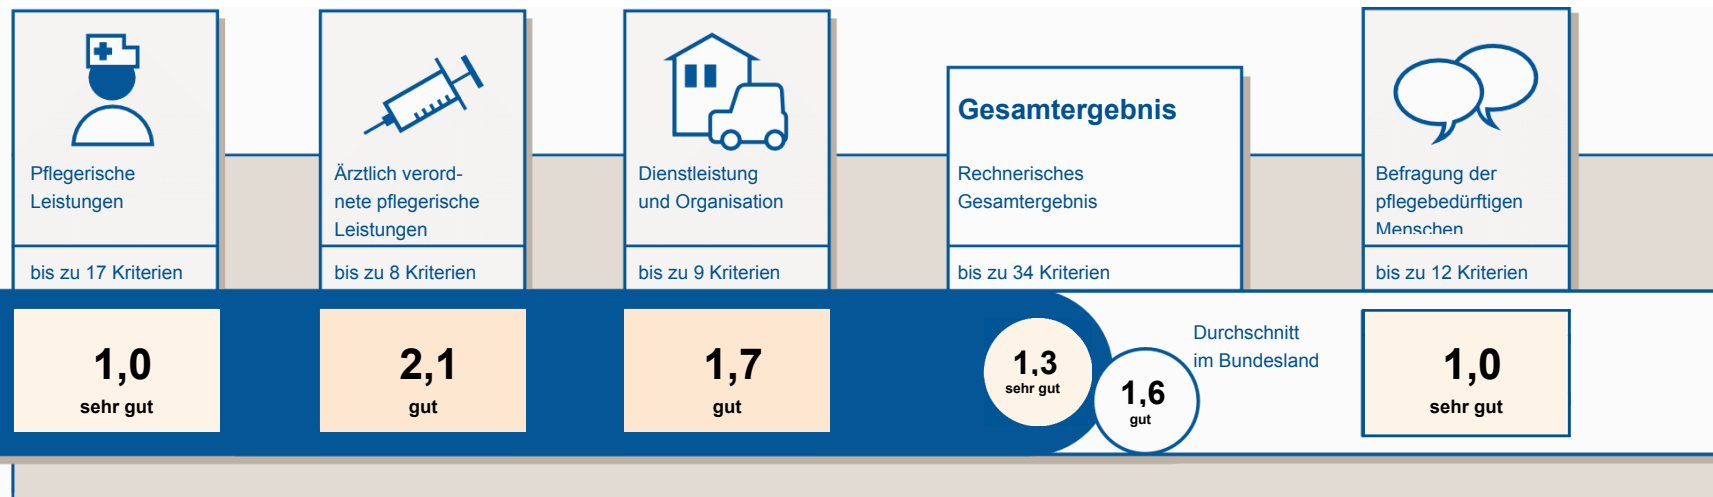 Pflegerische
Leistungen
bis zu 17 Kriterien
1,0
sehr gut
Ärztlich verord-
nete pflegerische
Leistungen
bis zu 8 Kriterien
2,1
gut
Dienstleistung
und Organisation
bis zu 9 Kriterien
1,7
gut
Gesamtergebnis
Rechnerisches
Gesamtergebnis
bis zu 34 Kriterien
1,3
sehr gut
1,6
gut
Durchschnitt
im Bundesland
Befragung der
pflegebedürftigen
Menschen
bis zu 12 Kriterien
1,0
sehr gut